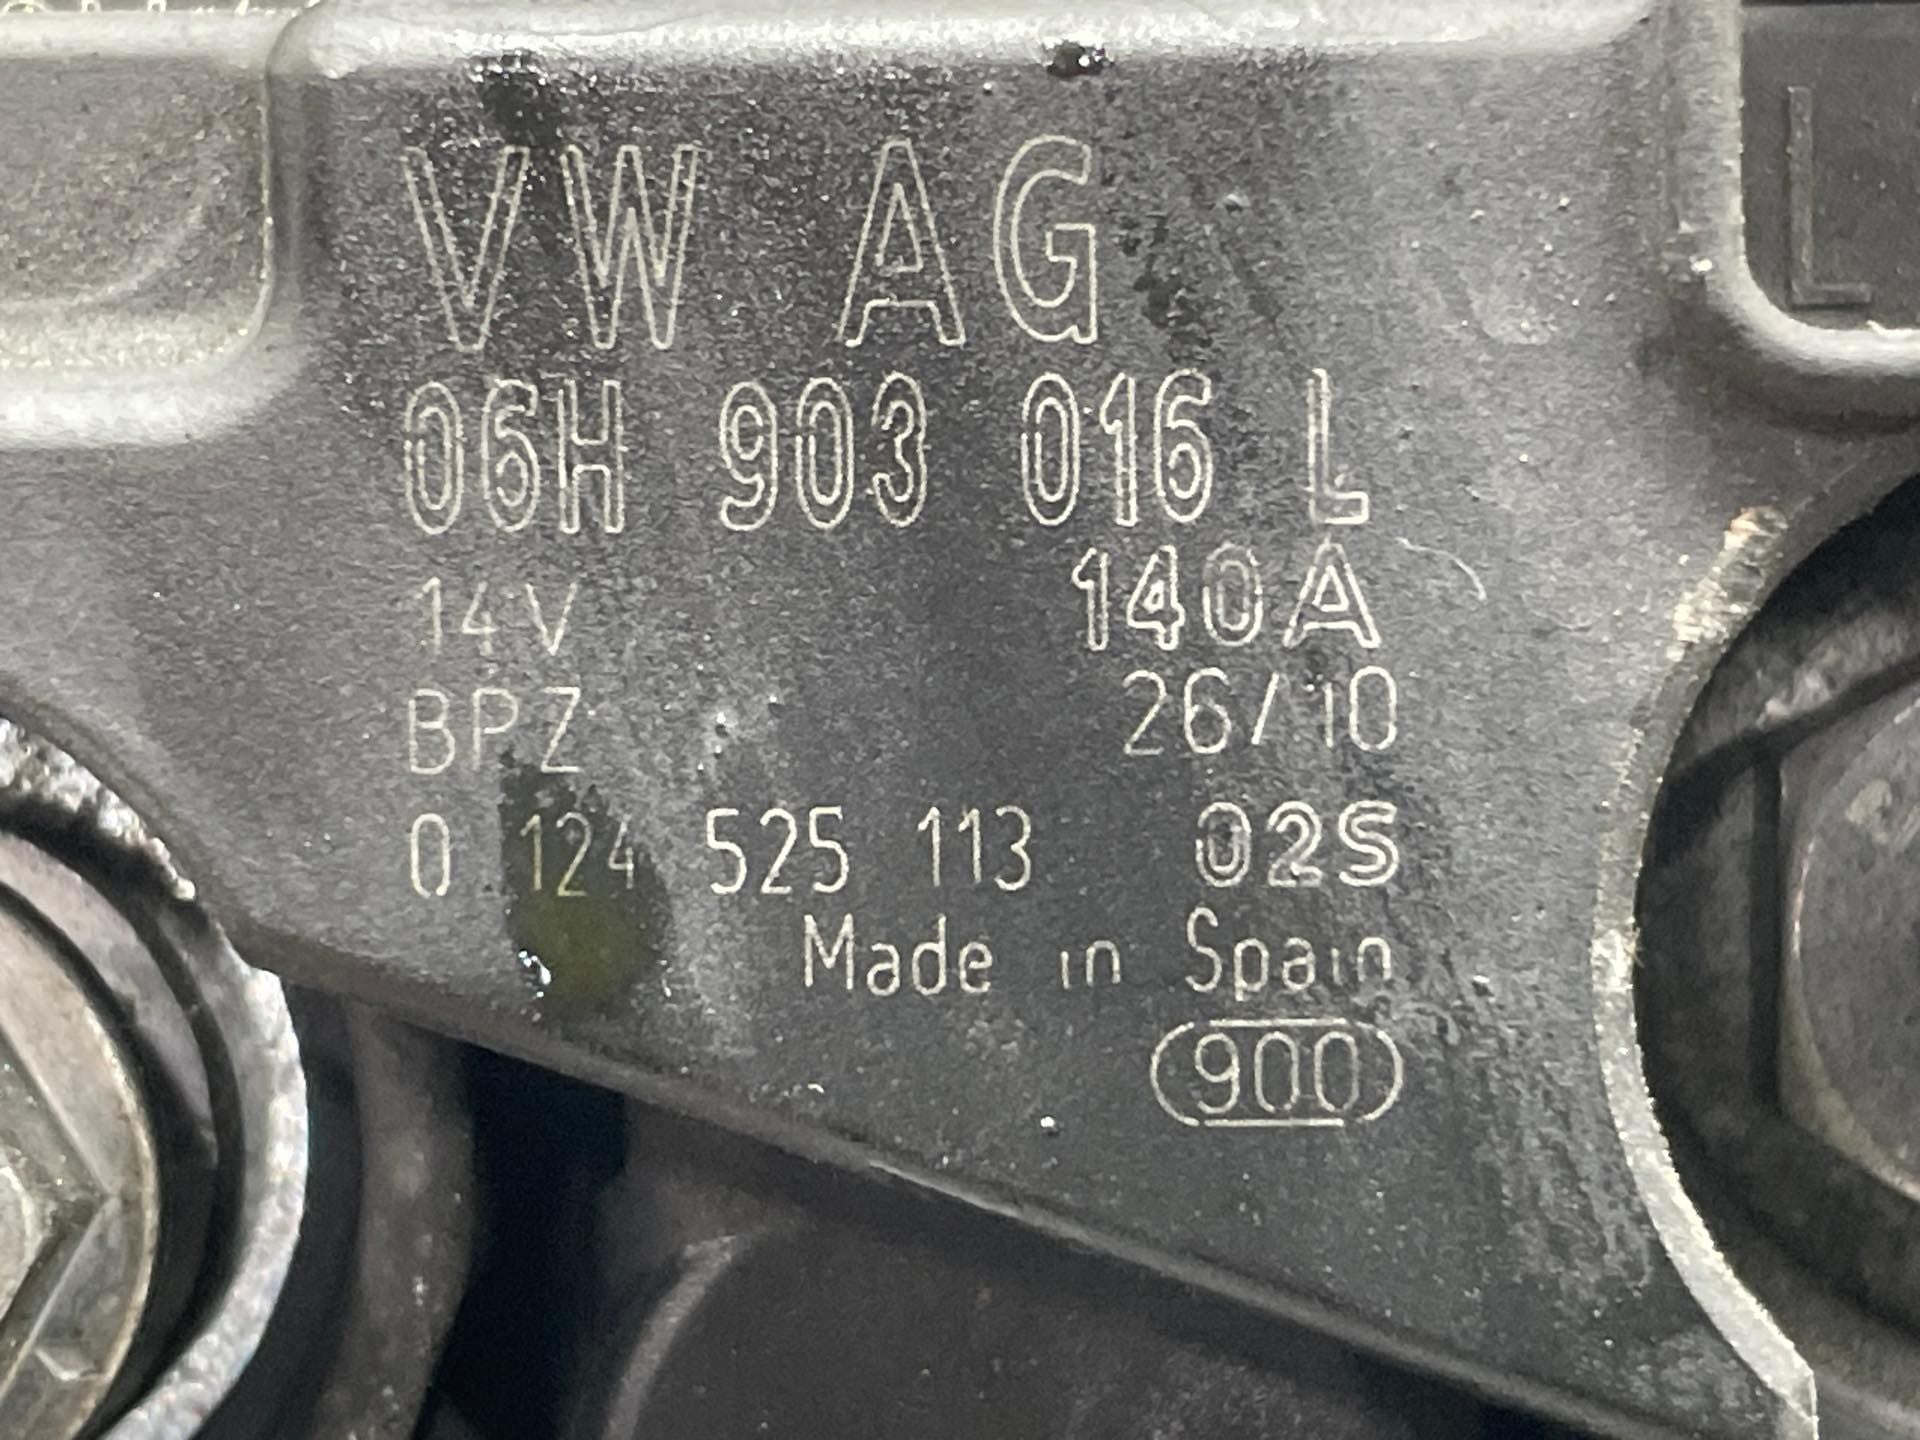 VW AG
L
06H 903 016 L
14V 140A
BPZ 26/10
0 124 525 113 02S
Made in Spain
900